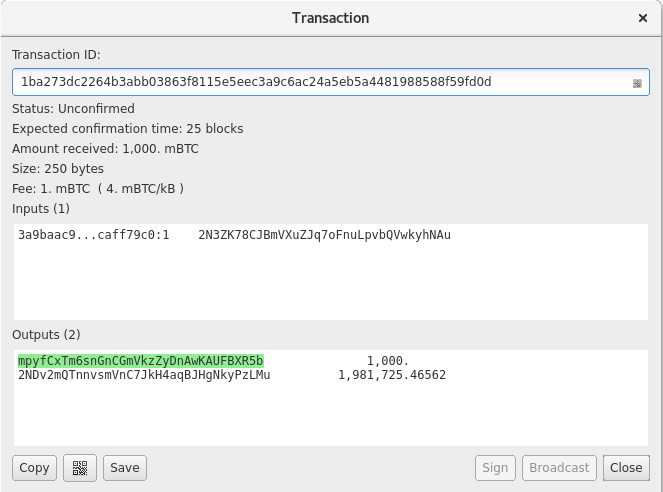 Transaction
Transaction ID:
1ba273dc2264b3abb03863f8115e5eec3a9c6ac24a5eb5a4481988588f59fd0d
Status: Unconfirmed
Expected confirmation time: 25 blocks
Amount received: 1,000. mBTC
Size: 250 bytes
Fee: 1. mBTC ( 4. mBTC/kB )
Inputs (1)
3a9baac9...caff79c0:1 2N3ZK78CJBmVXuZJq7oFnuLpvbQVwkyhNAu
Outputs (2)
mpyfCxTm6snGnCGmVkzZyDnAwKAUFBXR5b 1,000.
2NDv2mQTnnvsmVnC7JkH4aqBJHgNkyPzLMu 1,981,725.46562
Copy Save Sign Broadcast Close